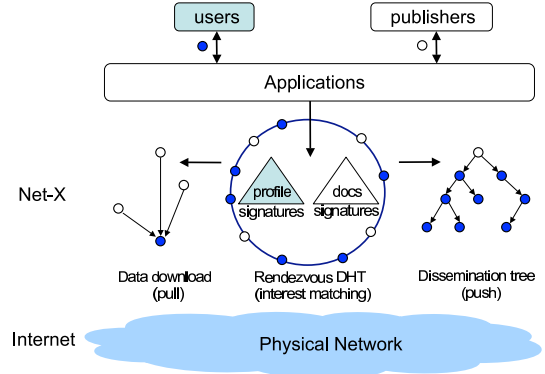 users
publishers
Applications
Net-X
profile
signatures
docs
signatures
Data download
(pull)
Rendezvous DHT
(interest matching)
Dissemination tree
(push)
Internet
Physical Network